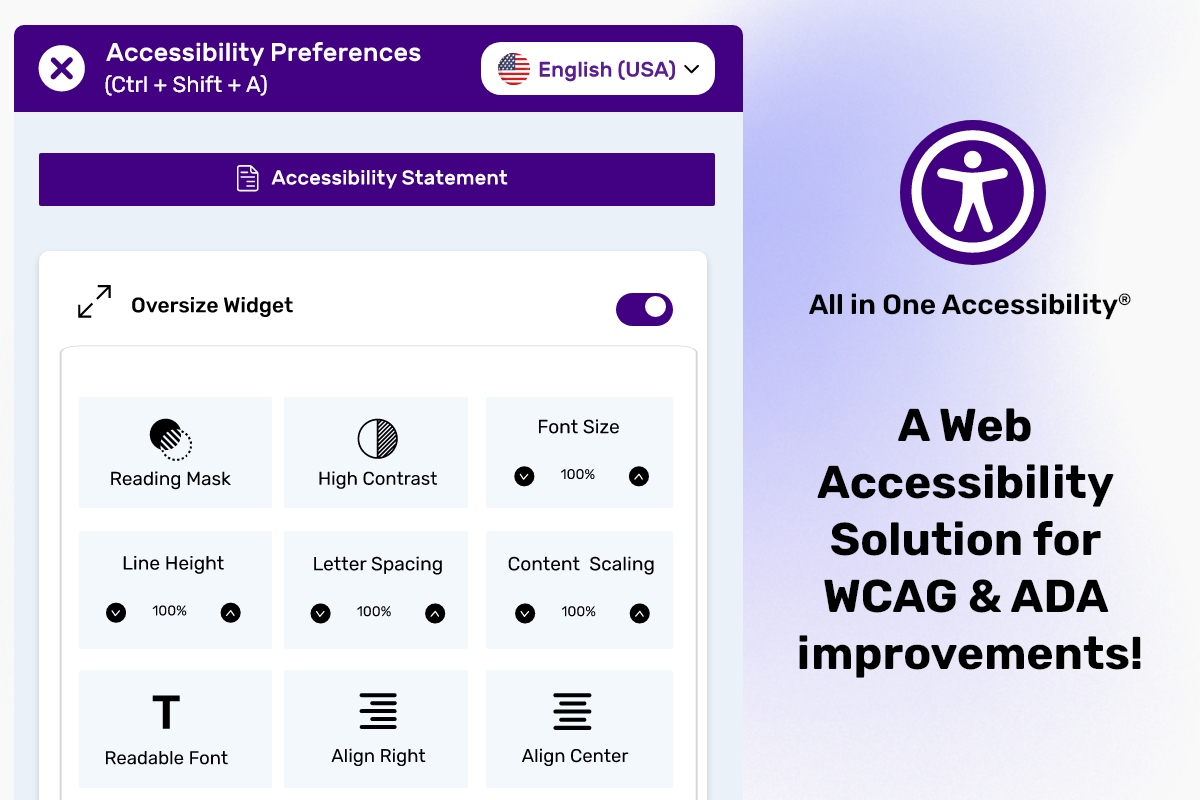 Accessibility Preferences
(Ctrl + Shift + A)
English (USA)
Accessibility Statement
Oversize Widget
Reading Mask
High Contrast
Font Size
100%
Line Height
100%
Letter Spacing
100%
Content Scaling
100%
T
Readable Font
Align Right
Align Center
All in One Accessibility®
A Web
Accessibility
Solution for
WCAG & ADA
improvements!